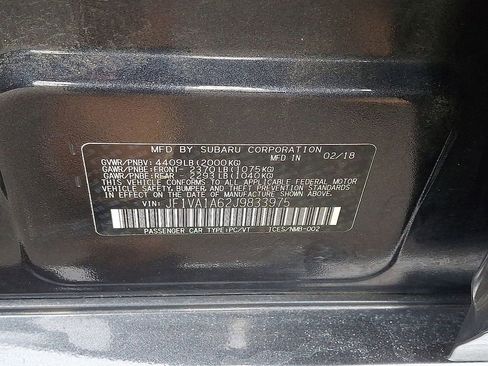 MFD BY SUBARU CORPORATION
GVWR/PNBV: 4409LB(2000KG) MFD IN 02/18
GAWR/PNBE:FRONT- 2370LB(1075KG)
GAWR/PNBE:REAR - 2293LB(1040KG)
THIS VEHICLE CONFORMS TO ALL APPLICABLE FEDERAL MOTOR
VEHICLE SAFETY, BUMPER, AND THEFT PREVENTION STANDARDS
IN EFFECT ON THE DATE OF MANUFACTURE SHOWN ABOVE.
VIN: JF1VA1A62J9833975
PASSENGER CAR TYPE:PC/VT ICES/NMB-002